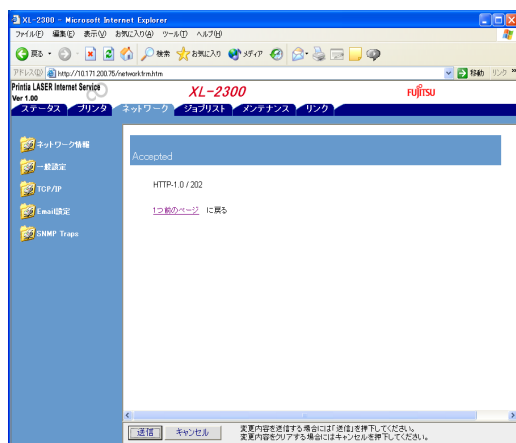 XL-2300 - Microsoft Internet Explorer
ファイル(F) 編集(E) 表示(V) お気に入り(A) ツール(T) ヘルプ(H)
戻る 検索 お気に入り メディア
アドレス(D) http://10.171.200.75/networkfrm.htm 移動 リンク »
Printia LASER Internet Service
Ver 1.00
XL-2300
FUJITSU
ステータス プリンタ ネットワーク ジョブリスト メンテナンス リンク
ネットワーク情報
一般設定
TCP/IP
Email設定
SNMP Traps
Accepted
HTTP-1.0 / 202
1つ前のページ に戻る
送信 キャンセル
変更内容を送信する場合には「送信」を押下してください。
変更内容をクリアする場合にはキャンセルを押下してください。